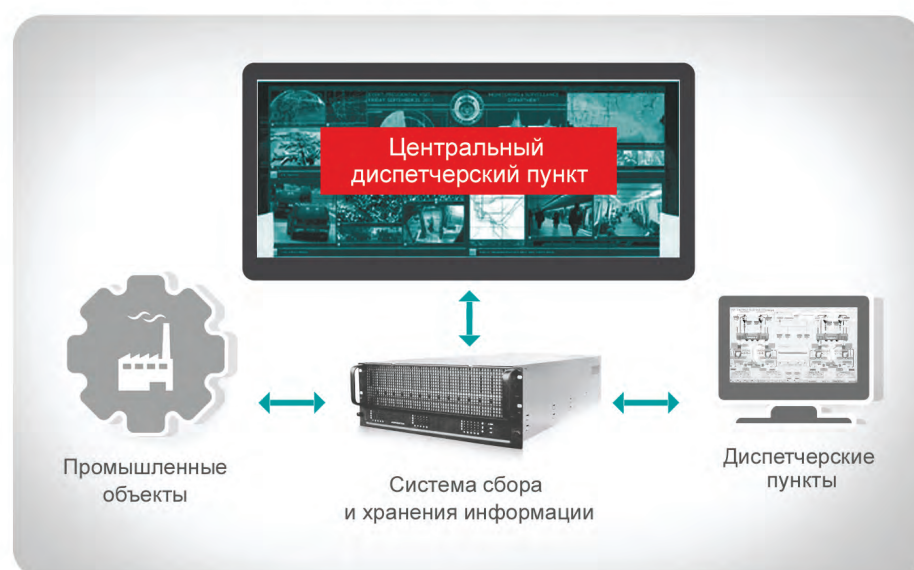 Центральный
диспетчерский пункт
Промышленные
объекты
Система сбора
и хранения информации
Диспетчерские
пункты